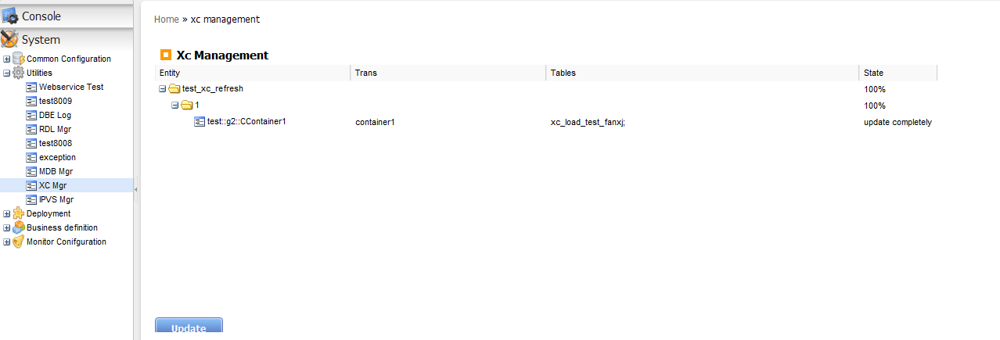 Console
System
Common Configuration
Utilities
Webservice Test
test8009
DBE Log
RDL Mgr
test8008
exception
MDB Mgr
XC Mgr
IPVS Mgr
Deployment
Business definition
Monitor Conifguration
Home » xc management
Xc Management
Entity Trans Tables State
test_xc_refresh 100%
1 100%
test::g2::CContainer1 container1 xc_load_test_fanxj; update completely
Update